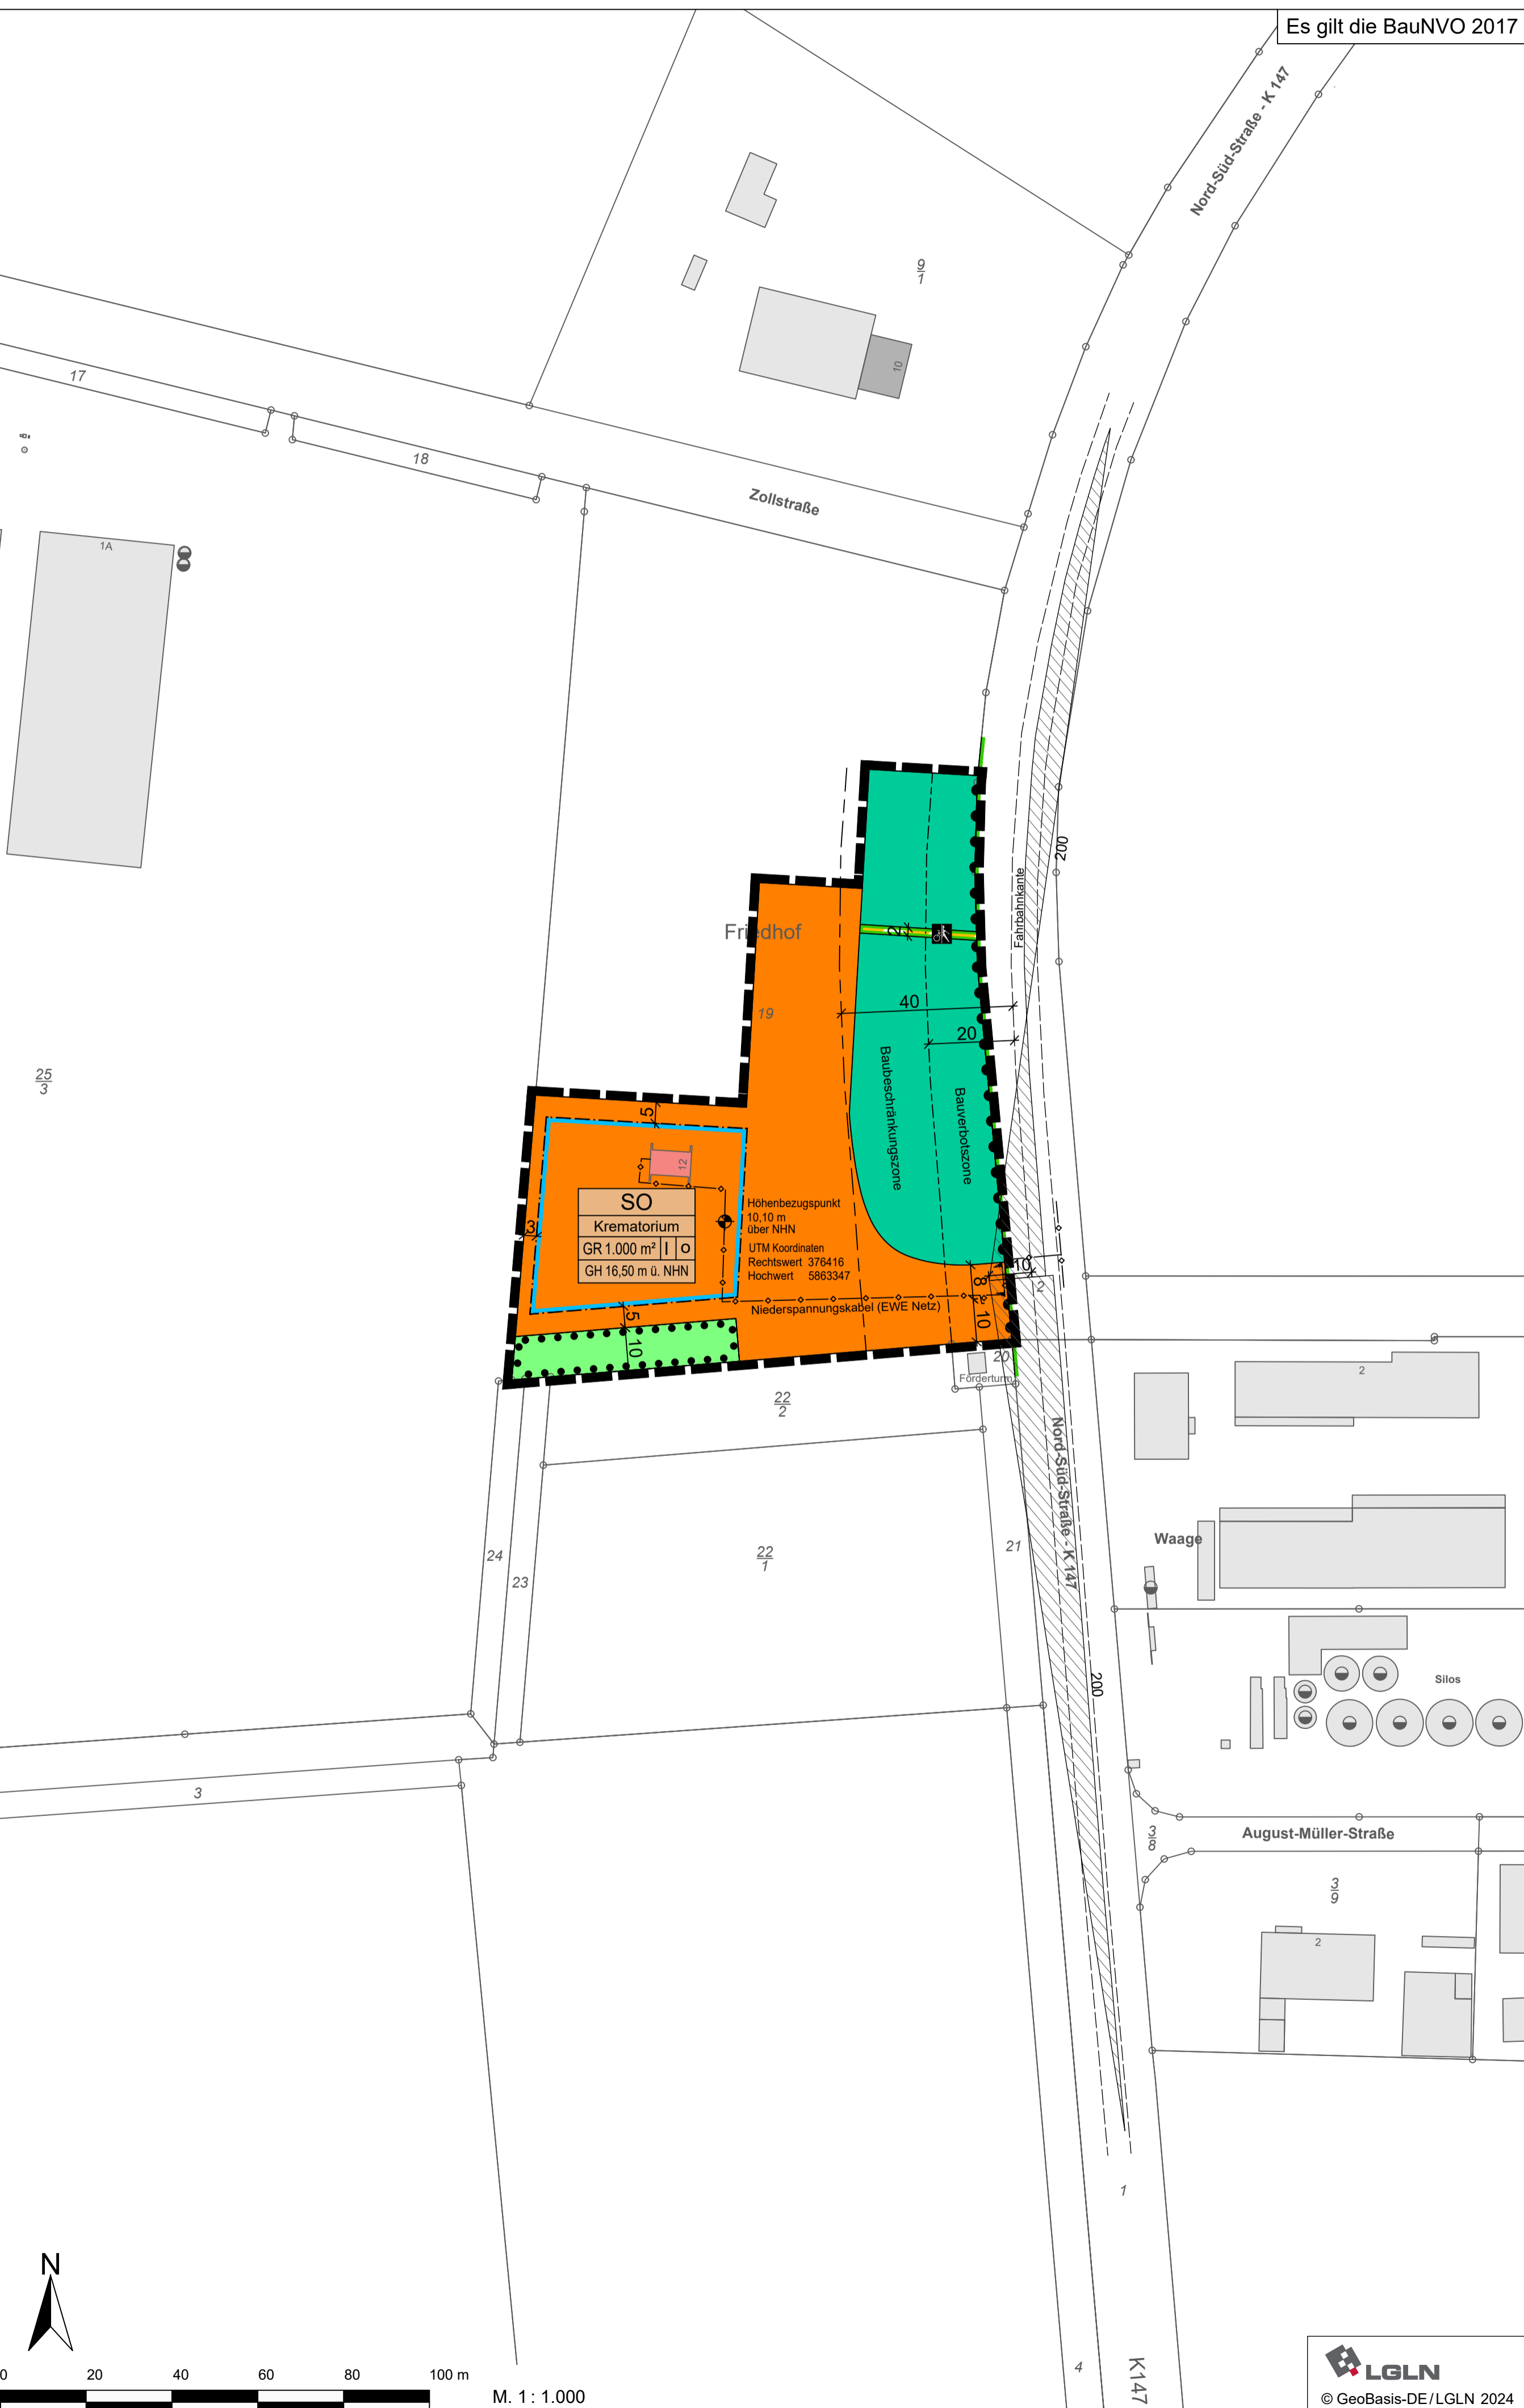 Es gilt die BauNVO 2017
Nord-Süd-Straße - K 147
9
1
10
17
18
Zollstraße
1A
200
Fahrbahnkante
Friedhof
2
19
40
20
25
3
Baubeschränkungszone
Bauverbotszone
5
12
SO
Krematorium
GR 1.000 m²
I
o
GH 16,50 m ü. NHN
3
Höhenbezugspunkt
10,10 m
über NHN
UTM Koordinaten
Rechtswert 376416
Hochwert 5863347
10
8
2
Niederspannungskabel (EWE Netz)
5
10
10
20
Förderturm
22
2
2
Nord-Süd-Straße - K 147
Waage
24
23
22
1
21
200
Silos
3
3
8
August-Müller-Straße
3
9
2
1
N
4
K147
0
20
40
60
80
100 m
M. 1 : 1.000
LGLN
© GeoBasis-DE / LGLN 2024